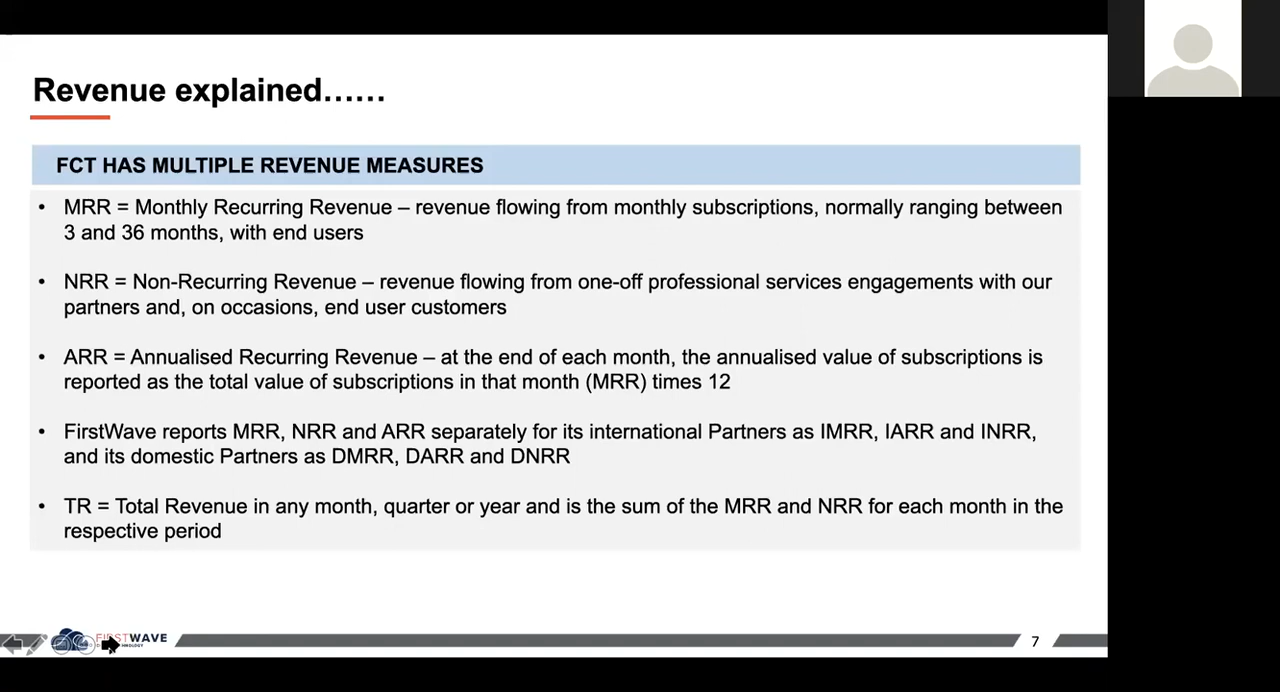 Revenue explained……
FCT HAS MULTIPLE REVENUE MEASURES
• MRR = Monthly Recurring Revenue – revenue flowing from monthly subscriptions, normally ranging between
3 and 36 months, with end users
• NRR = Non-Recurring Revenue – revenue flowing from one-off professional services engagements with our
partners and, on occasions, end user customers
• ARR = Annualised Recurring Revenue – at the end of each month, the annualised value of subscriptions is
reported as the total value of subscriptions in that month (MRR) times 12
• FirstWave reports MRR, NRR and ARR separately for its international Partners as IMRR, IARR and INRR,
and its domestic Partners as DMRR, DARR and DNRR
• TR = Total Revenue in any month, quarter or year and is the sum of the MRR and NRR for each month in the
respective period
FIRSTWAVE
7